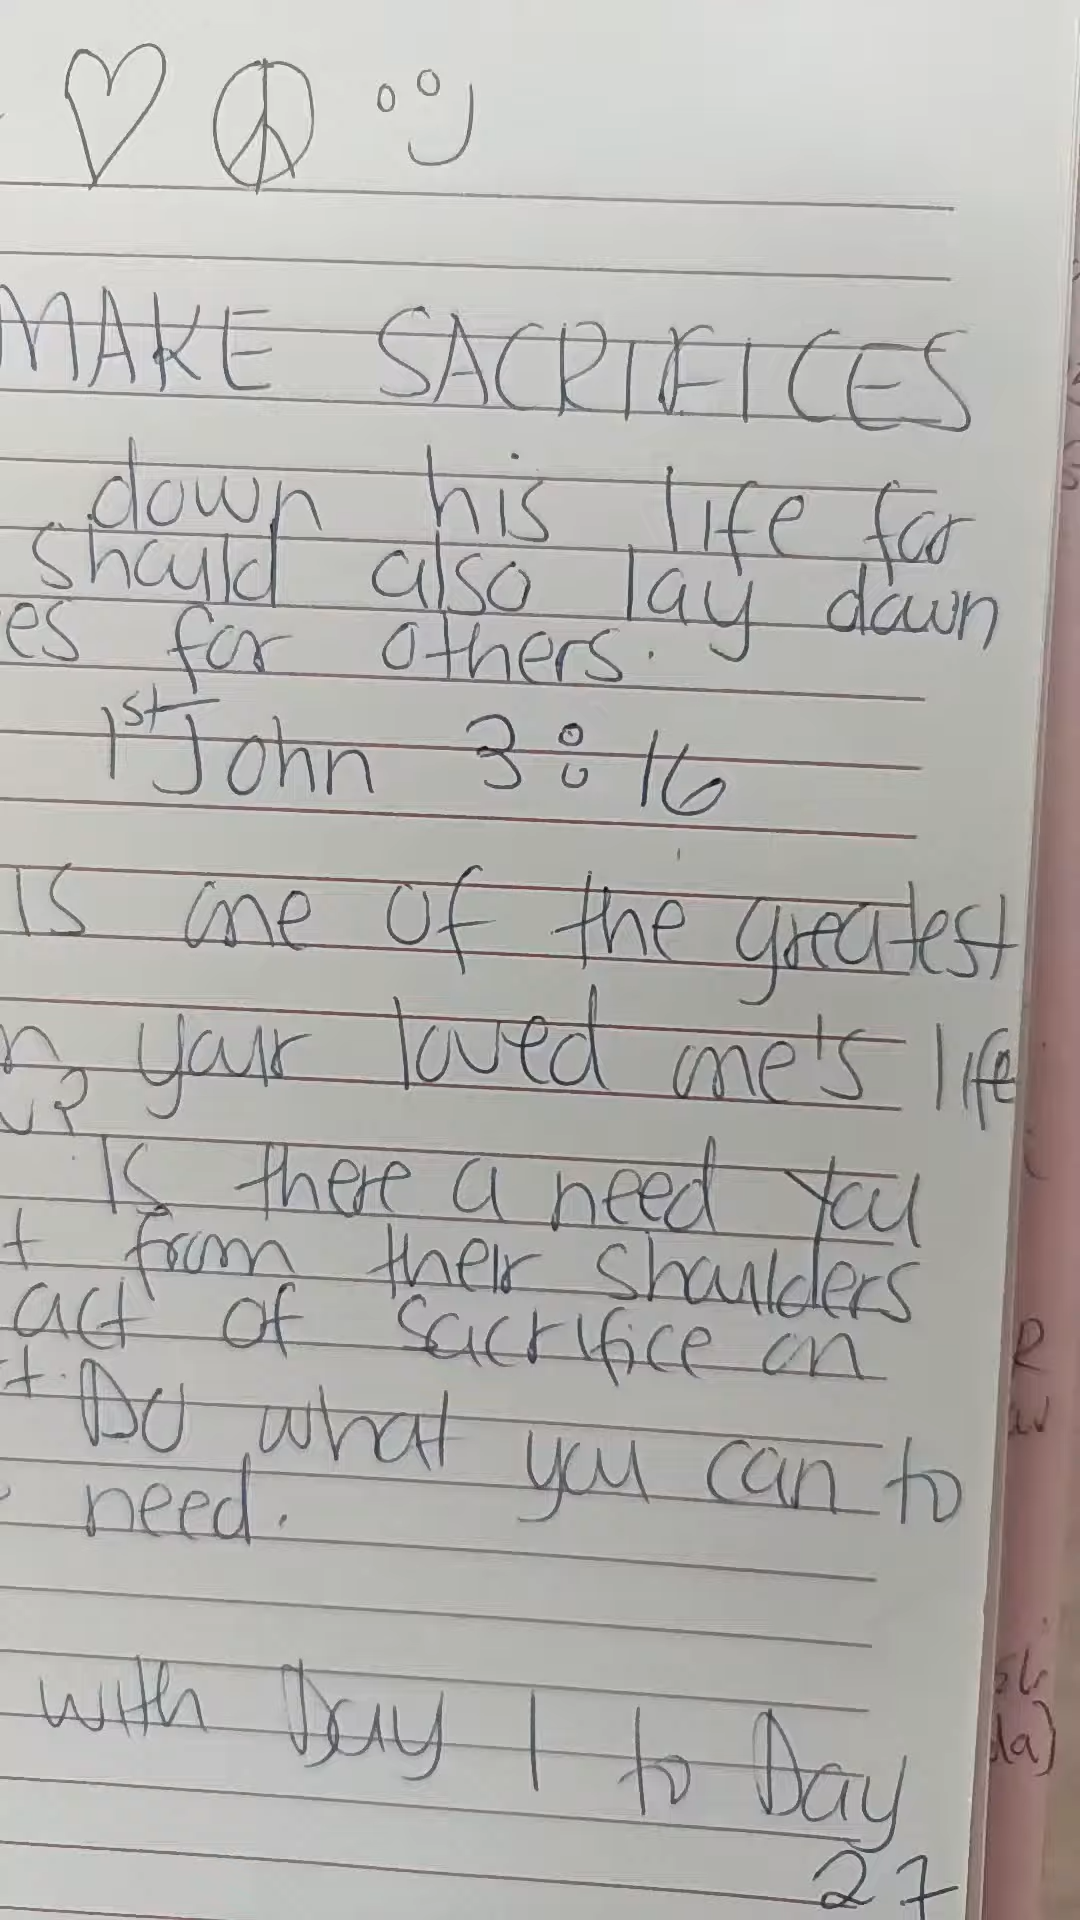 MAKE SACRIFICES
down his life for
should also lay down
es for others.
1st John 3:16
is one of the greatest
n your loved one's life
Is there a need you
t from their shoulders
act of sacrifice on
t. Do what you can to
need.
with Day 1 to Day
27